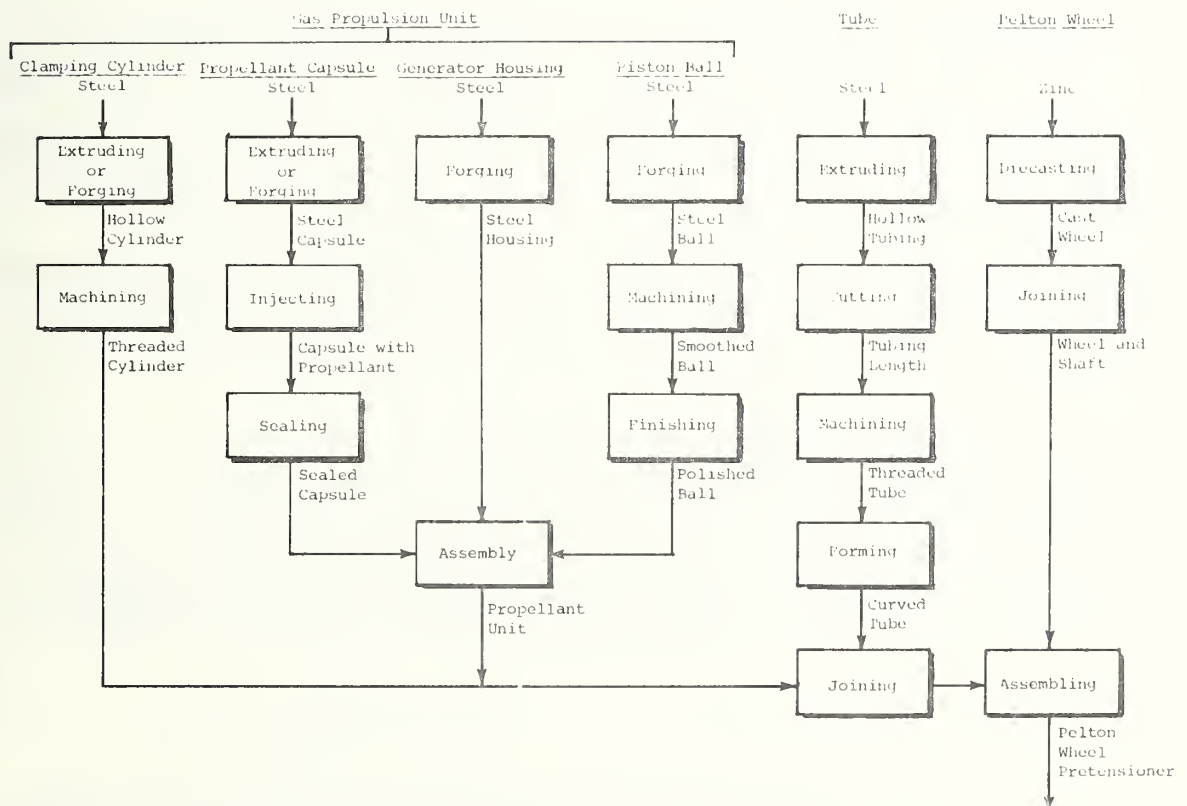 Gas Propulsion Unit
Tube
Pelton Wheel
Clamping Cylinder
Propellant Capsule
Generator Housing
Piston Ball
Steel
Steel
Steel
Steel
Steel
Zinc
Extruding
or
Forging
Extruding
or
Forging
Forging
Forging
Extruding
Diecasting
Hollow
Cylinder
Steel
Capsule
Steel
Housing
Steel
Ball
Hollow
Tubing
Cast
Wheel
Machining
Injecting
Machining
Cutting
Joining
Threaded
Cylinder
Capsule with
Propellant
Smoothed
Ball
Tubing
Length
Wheel and
Shaft
Sealing
Finishing
Machining
Sealed
Capsule
Polished
Ball
Threaded
Tube
Assembly
Forming
Propellant
Unit
Curved
Tube
Joining
Assembling
Pelton
Wheel
Pretensioner